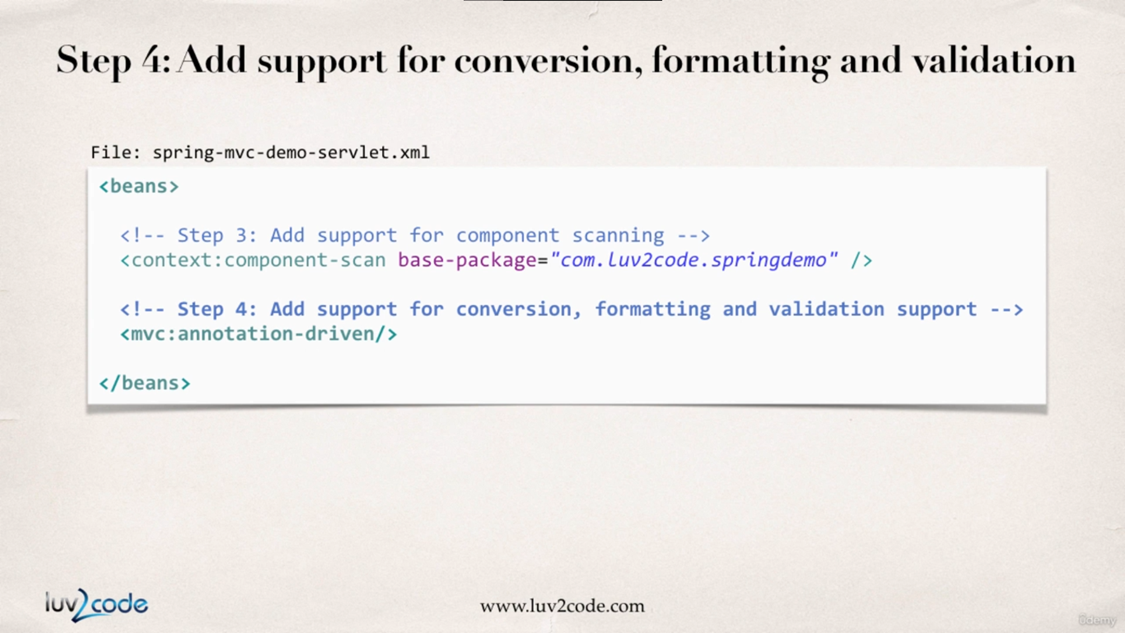 Step 4: Add support for conversion, formatting and validation
File: spring-mvc-demo-servlet.xml
<beans>
<!-- Step 3: Add support for component scanning -->
<context:component-scan base-package="com.luv2code.springdemo" />
<!-- Step 4: Add support for conversion, formatting and validation support -->
<mvc:annotation-driven/>
</beans>
luv2code
www.luv2code.com
ûdemy